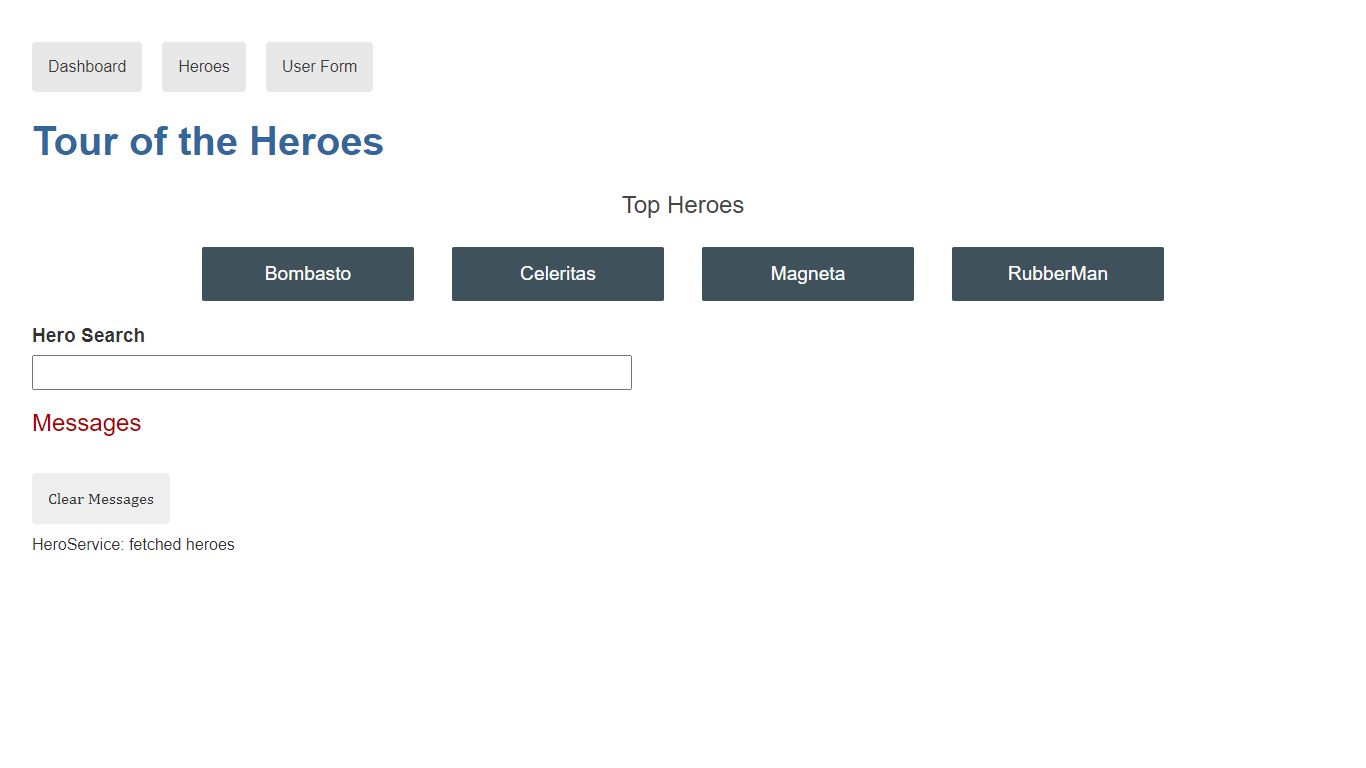 Dashboard Heroes User Form
Tour of the Heroes
Top Heroes
Bombasto Celeritas Magneta RubberMan
Hero Search
Messages
Clear Messages
HeroService: fetched heroes